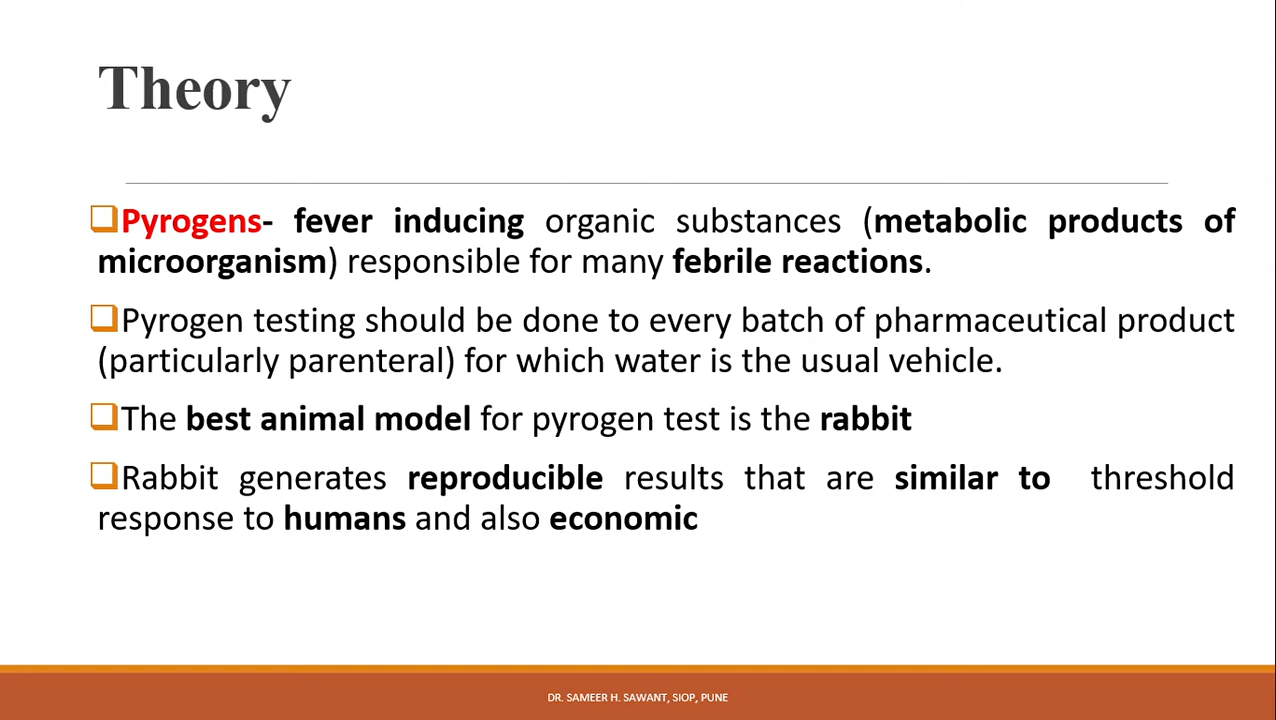 Theory
Pyrogens- fever inducing organic substances (metabolic products of
microorganism) responsible for many febrile reactions.
Pyrogen testing should be done to every batch of pharmaceutical product
(particularly parenteral) for which water is the usual vehicle.
The best animal model for pyrogen test is the rabbit
Rabbit generates reproducible results that are similar to threshold
response to humans and also economic
DR. SAMEER H. SAWANT, SIOP, PUNE